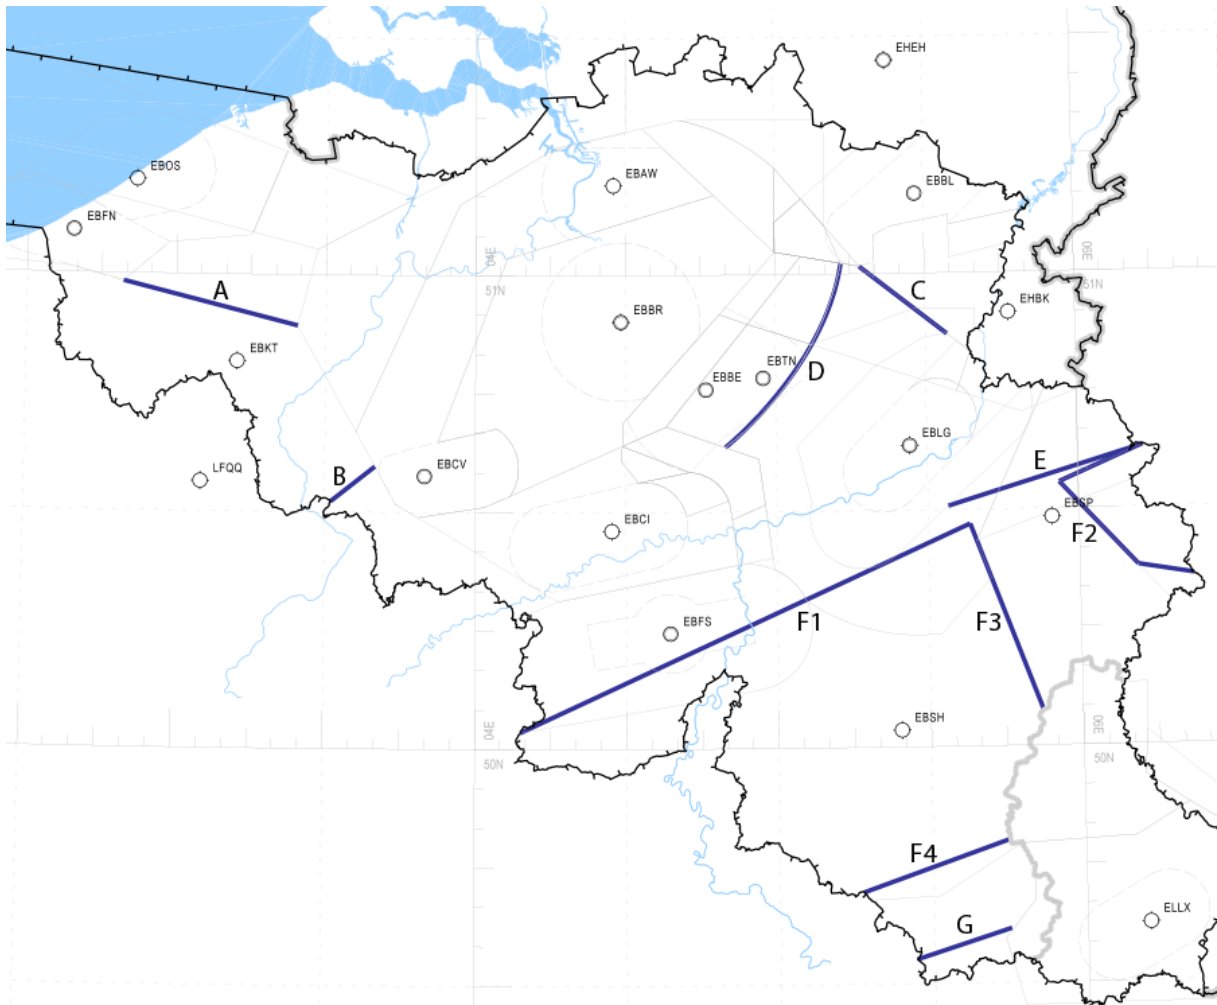 EHEH
EBOS
EBAW
EBBL
EBFN
04E
06E
51N
51N
A
C
EHBK
EBBR
EBKT
EBTN
D
EBBE
EBLG
E
B
EBCV
LFQQ
EBSP
EBCI
F2
F1
F3
EBFS
04E
06E
EBSH
50N
50N
F4
ELLX
G